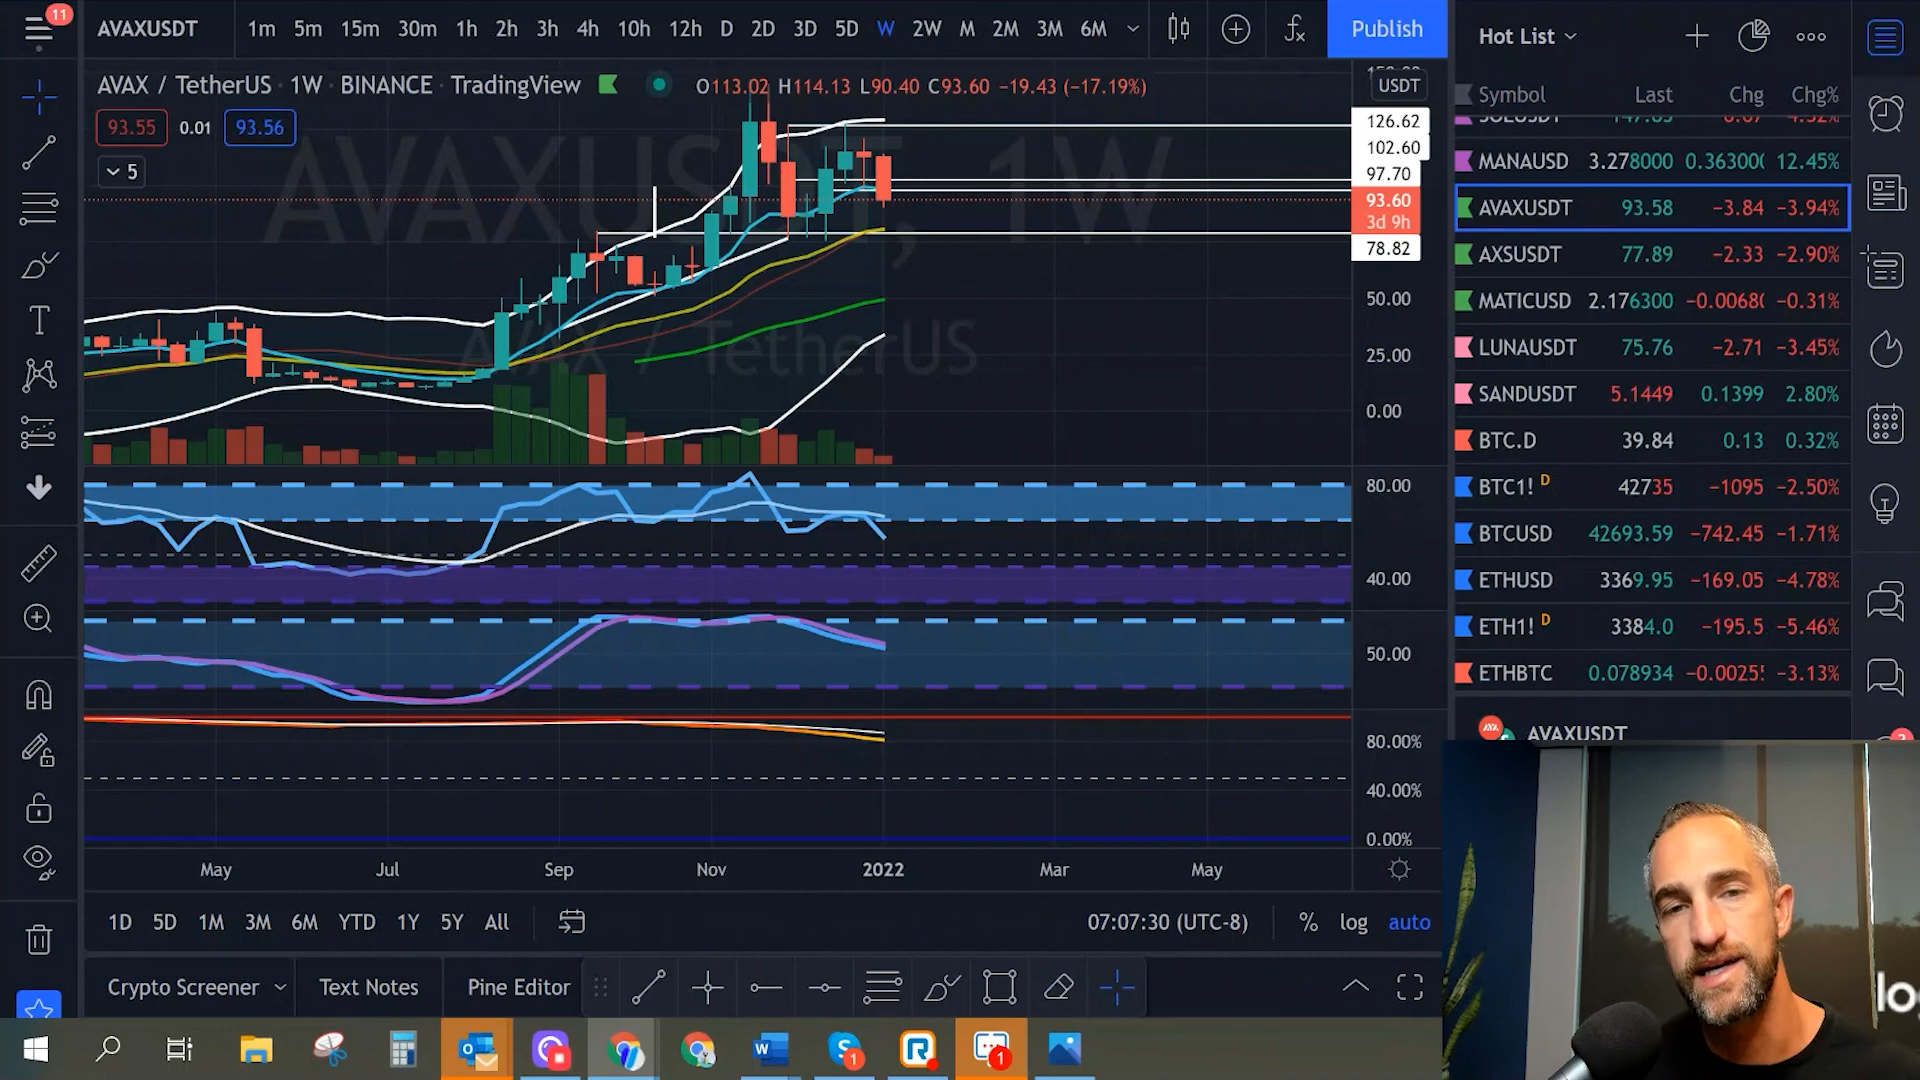 11
AVAXUSDT
1m 5m 15m 30m 1h 2h 3h 4h 10h 12h D 2D 3D 5D W 2W M 2M 3M 6M
Publish
Hot List
AVAX / TetherUS · 1W · BINANCE · TradingView
O113.02 H114.13 L90.40 C93.60 −19.43 (−17.19%)
USDT
93.55 0.01 93.56
5
AVAXUSDT, 1W
AVAX / TetherUS
126.62
102.60
97.70
93.60
3d 9h
78.82
50.00
25.00
0.00
80.00
40.00
50.00
80.00%
40.00%
0.00%
May Jul Sep Nov 2022 Mar May
1D 5D 1M 3M 6M YTD 1Y 5Y All
07:07:30 (UTC-8) % log auto
Crypto Screener Text Notes Pine Editor
Symbol Last Chg Chg%
MANAUSD 3.278000 0.36300 12.45%
AVAXUSDT 93.58 −3.84 −3.94%
AXSUSDT 77.89 −2.33 −2.90%
MATICUSD 2.176300 −0.0068 −0.31%
LUNAUSDT 75.76 −2.71 −3.45%
SANDUSDT 5.1449 0.1399 2.80%
BTC.D 39.84 0.13 0.32%
BTC1! D 42735 −1095 −2.50%
BTCUSD 42693.59 −742.45 −1.71%
ETHUSD 3369.95 −169.05 −4.78%
ETH1! D 3384.0 −195.5 −5.46%
ETHBTC 0.078934 −0.0025 −3.13%
AVAXUSDT
lo
W
S
1
R
1